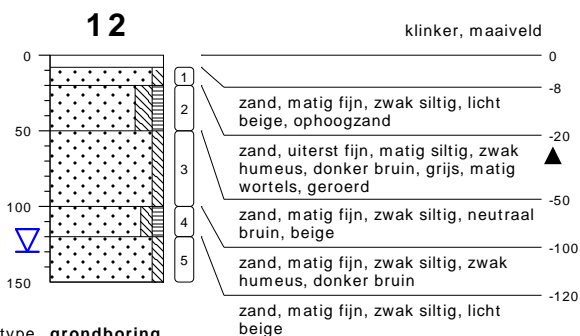 12
klinker, maaiveld
0
0
-8
1
zand, matig fijn, zwak siltig, licht
beige, ophoogzand
2
-20
zand, uiterst fijn, matig siltig, zwak
humeus, donker bruin, grijs, matig
wortels, geroerd
50
3
-50
zand, matig fijn, zwak siltig, neutraal
bruin, beige
100
4
-100
zand, matig fijn, zwak siltig, zwak
humeus, donker bruin
5
150
-120
zand, matig fijn, zwak siltig, licht
beige
type grondboring